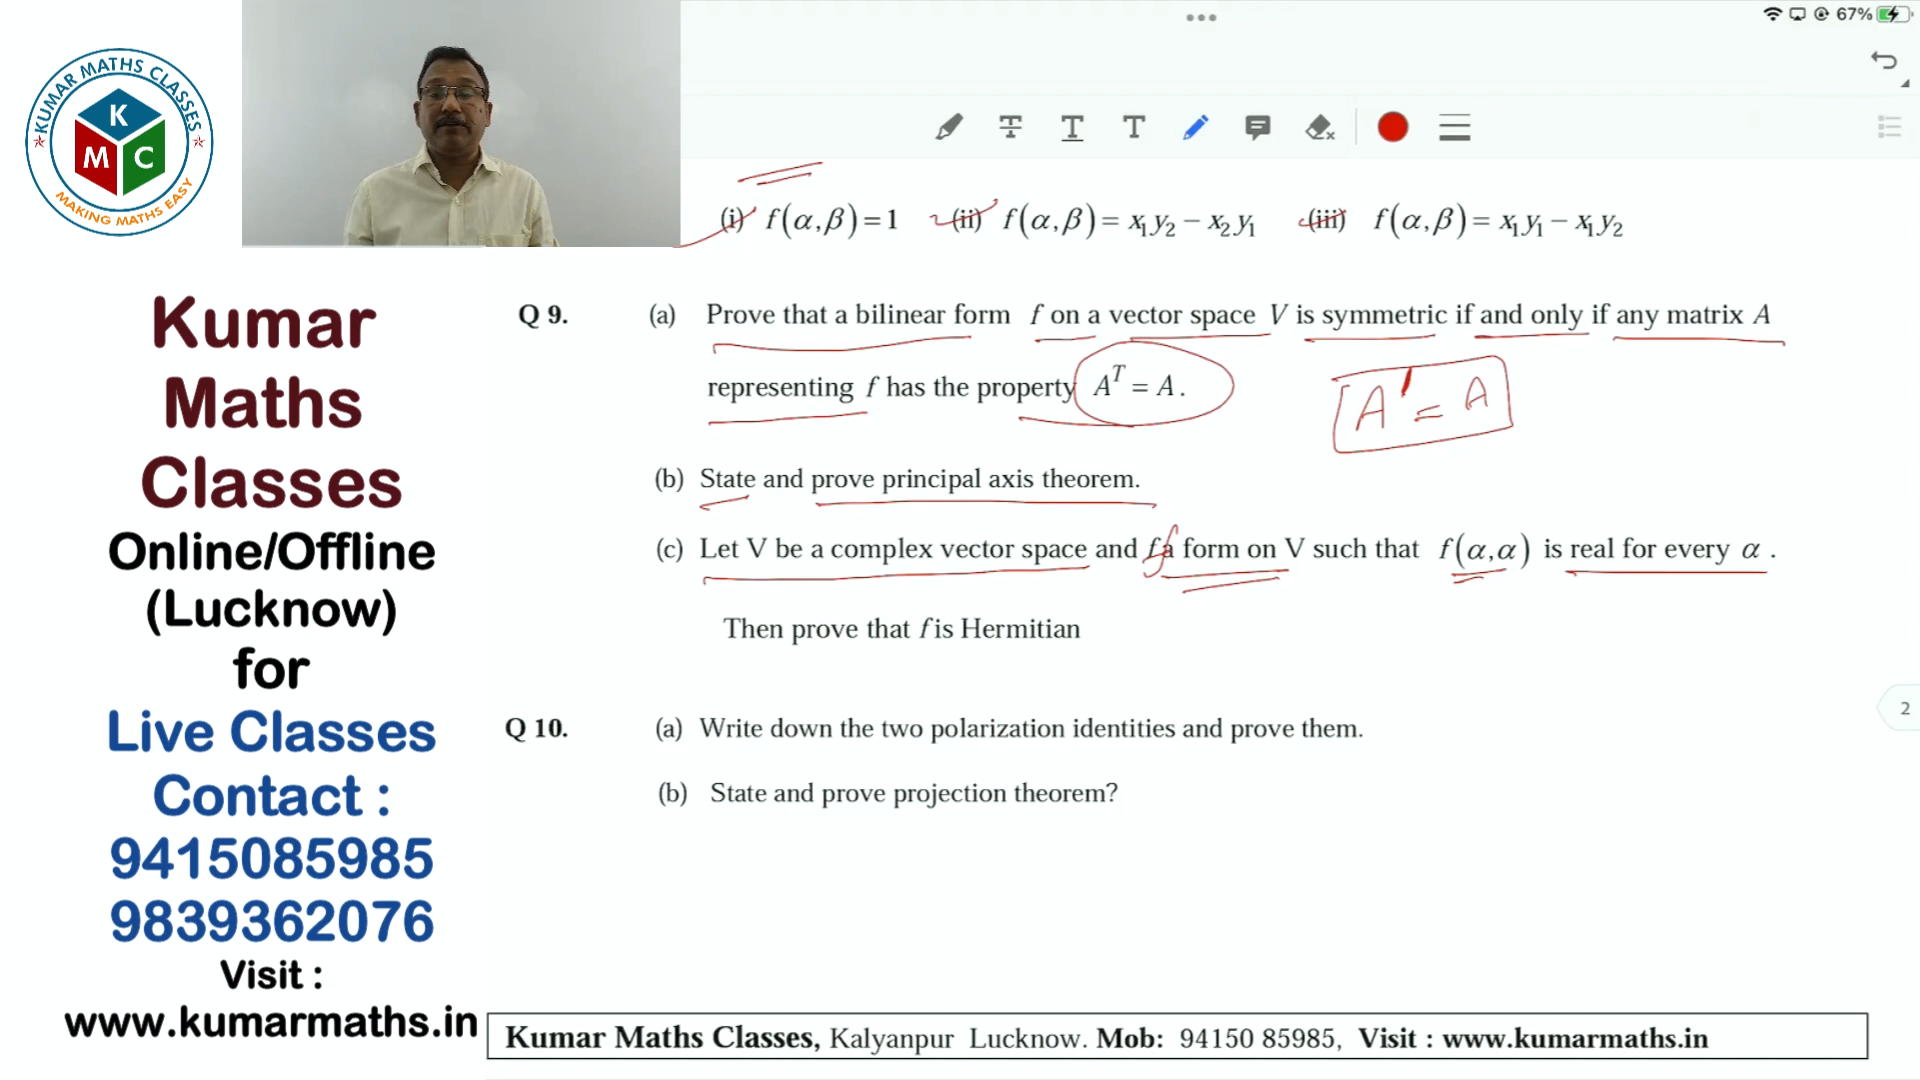 KUMAR MATHS CLASSES
K
M C
MAKING MATHS EASY
67%
T T T
(i) f(α,β)=1 (ii) f(α,β)= x₁y₂ − x₂y₁ (iii) f(α,β)= x₁y₁ − x₁y₂
Kumar
Maths
Classes
Online/Offline
(Lucknow)
for
Live Classes
Contact :
9415085985
9839362076
Visit :
www.kumarmaths.in
Q 9. (a) Prove that a bilinear form f on a vector space V is symmetric if and only if any matrix A
representing f has the property Aᵀ = A.
A' = A
(b) State and prove principal axis theorem.
(c) Let V be a complex vector space and f a form on V such that f(α,α) is real for every α .
f
Then prove that f is Hermitian
Q 10. (a) Write down the two polarization identities and prove them.
(b) State and prove projection theorem?
2
Kumar Maths Classes, Kalyanpur Lucknow. Mob: 94150 85985, Visit : www.kumarmaths.in